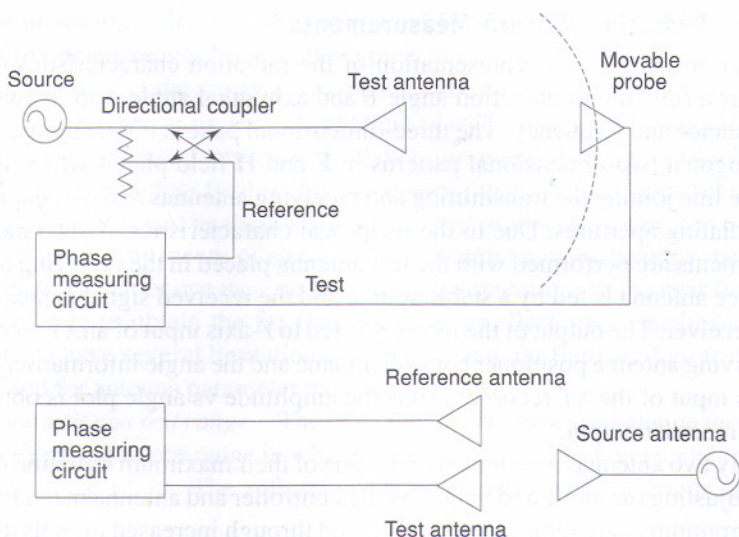 Source
Directional coupler
Test antenna
Movable
probe
Reference
Phase
measuring
circuit
Test
Reference antenna
Phase
measuring
circuit
Source antenna
Test antenna